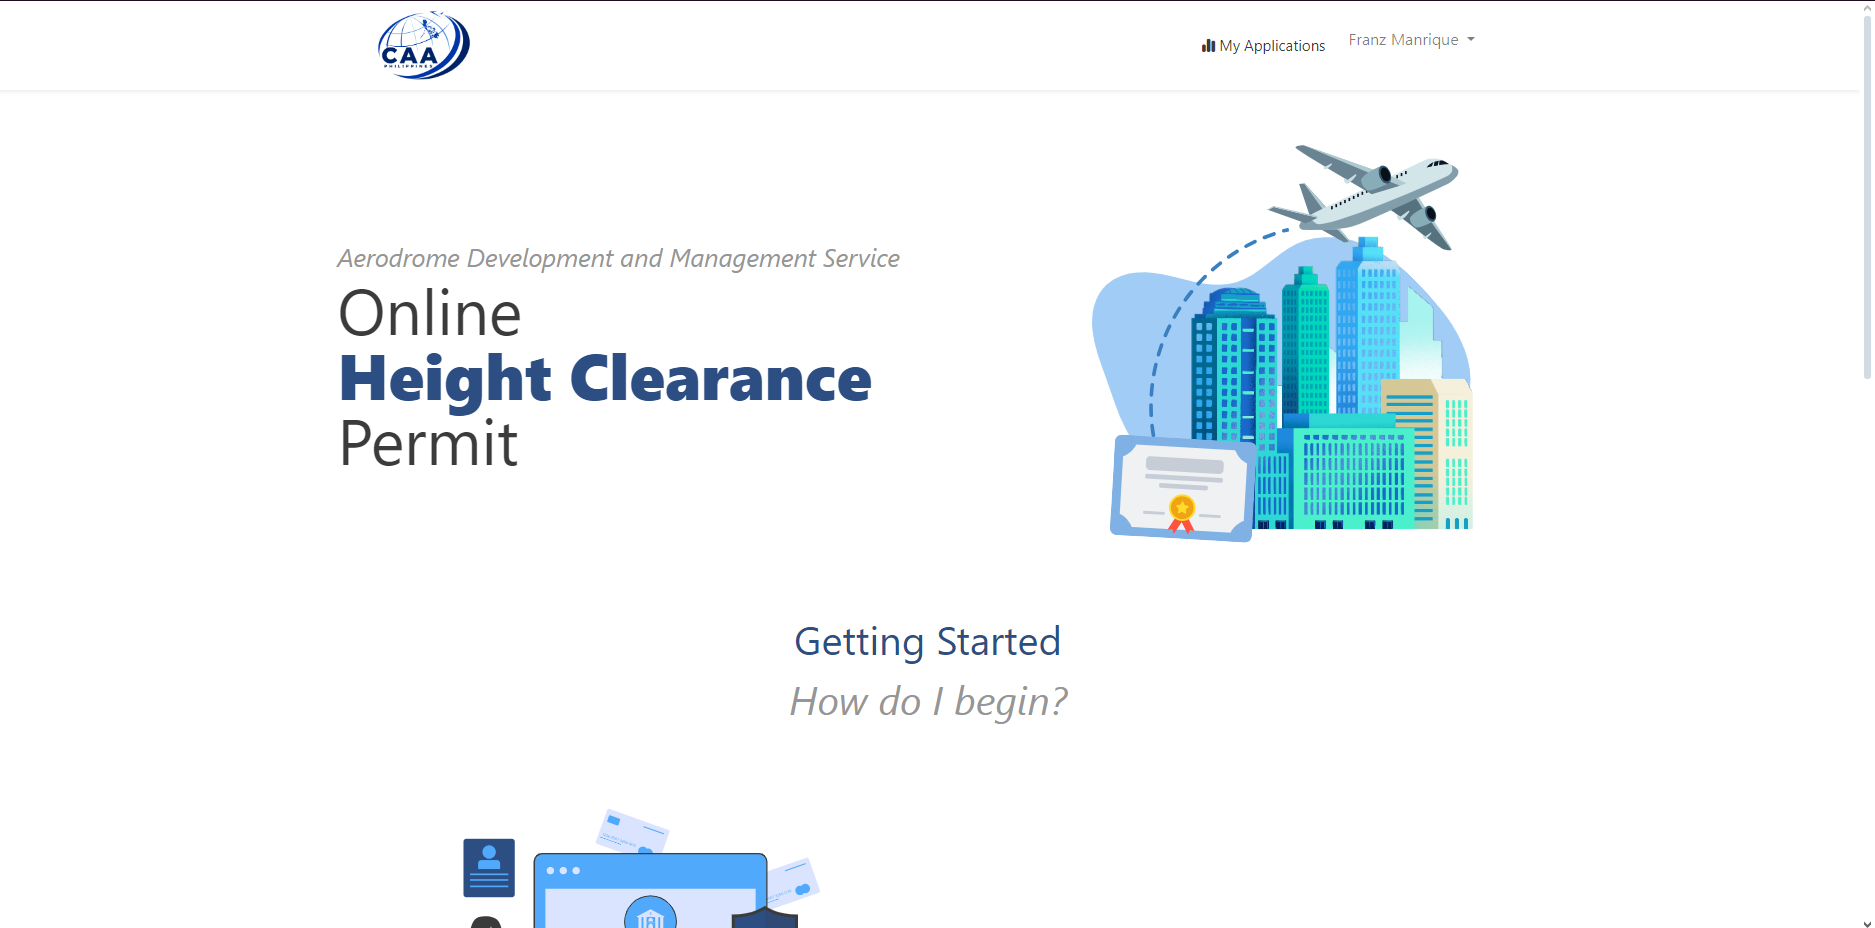 CAA
PHILIPPINES
My Applications
Franz Manrique
Aerodrome Development and Management Service
Online
Height Clearance
Permit
Getting Started
How do I begin?